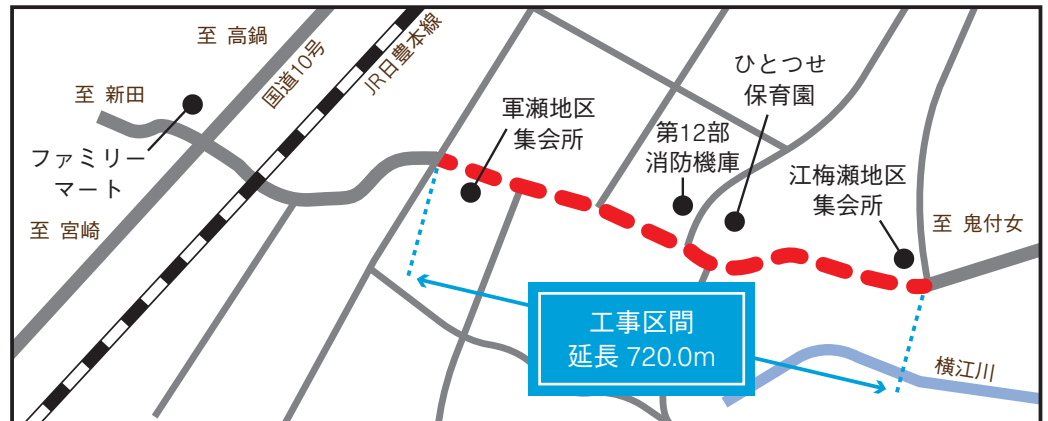 至 高鍋
国道10号
JR日豊本線
至 新田
ファミリー
マート
至 宮崎
軍瀬地区
集会所
第12部
消防機庫
ひとつせ
保育園
江梅瀬地区
集会所
至 鬼付女
工事区間
延長 720.0m
横江川